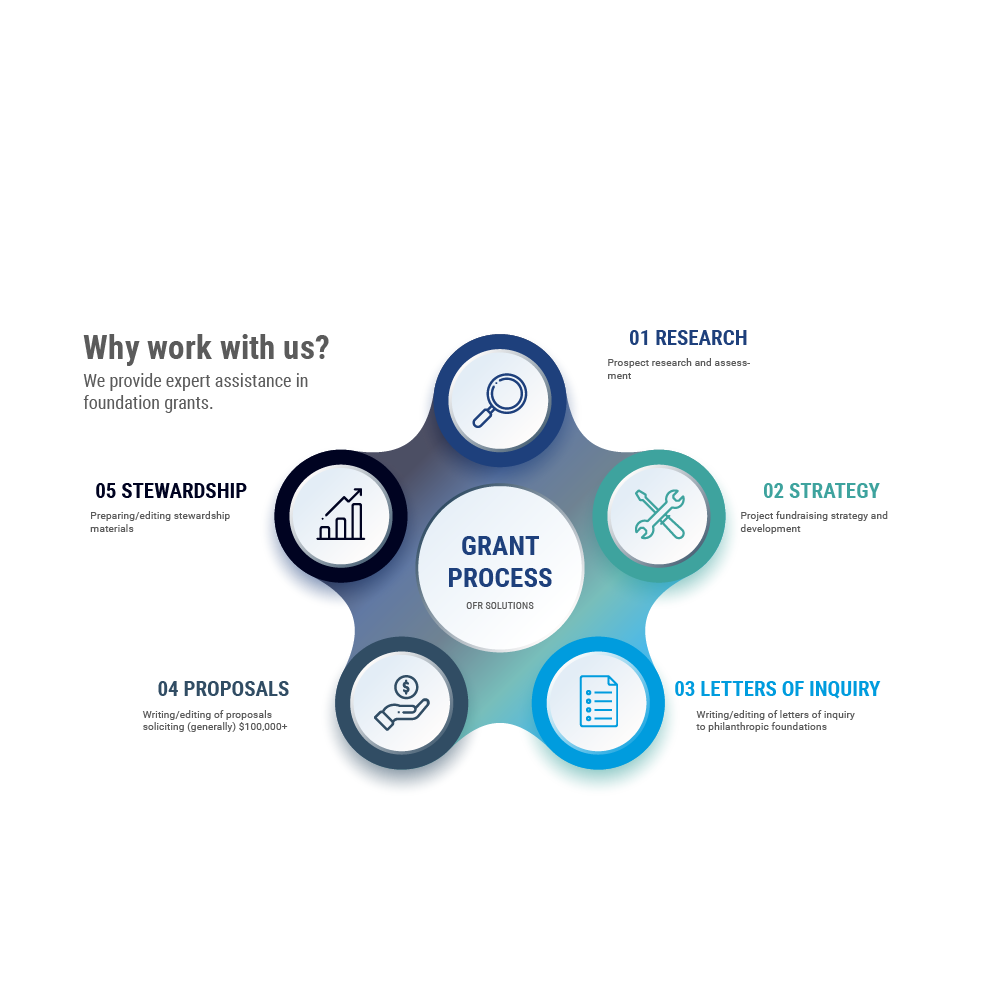 Why work with us?
We provide expert assistance in
foundation grants.
01 RESEARCH
Prospect research and assess-
ment
02 STRATEGY
Project fundraising strategy and
development
03 LETTERS OF INQUIRY
Writing/editing of letters of inquiry
to philanthropic foundations
04 PROPOSALS
Writing/editing of proposals
soliciting (generally) $100,000+
05 STEWARDSHIP
Preparing/editing stewardship
materials
GRANT
PROCESS
OFR SOLUTIONS
$